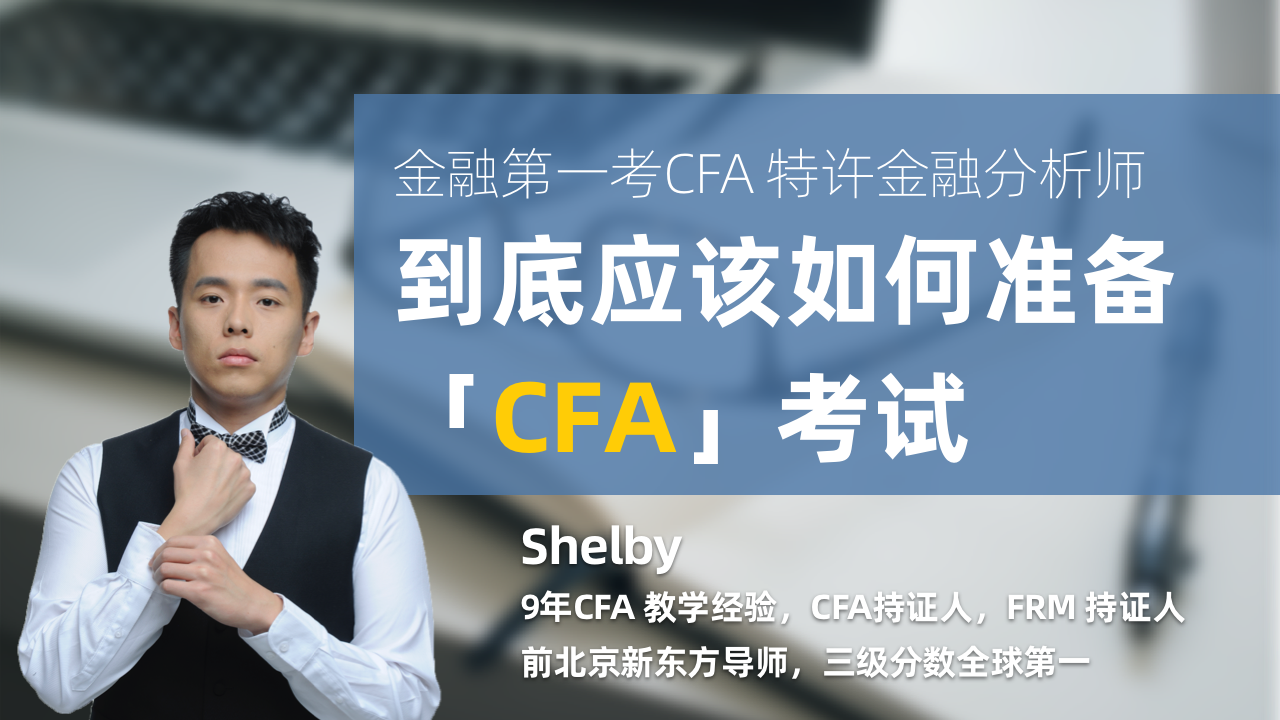 金融第一考CFA 特许金融分析师
到底应该如何准备
「CFA」考试
Shelby
9年CFA 教学经验，CFA持证人，FRM 持证人
前北京新东方导师，三级分数全球第一